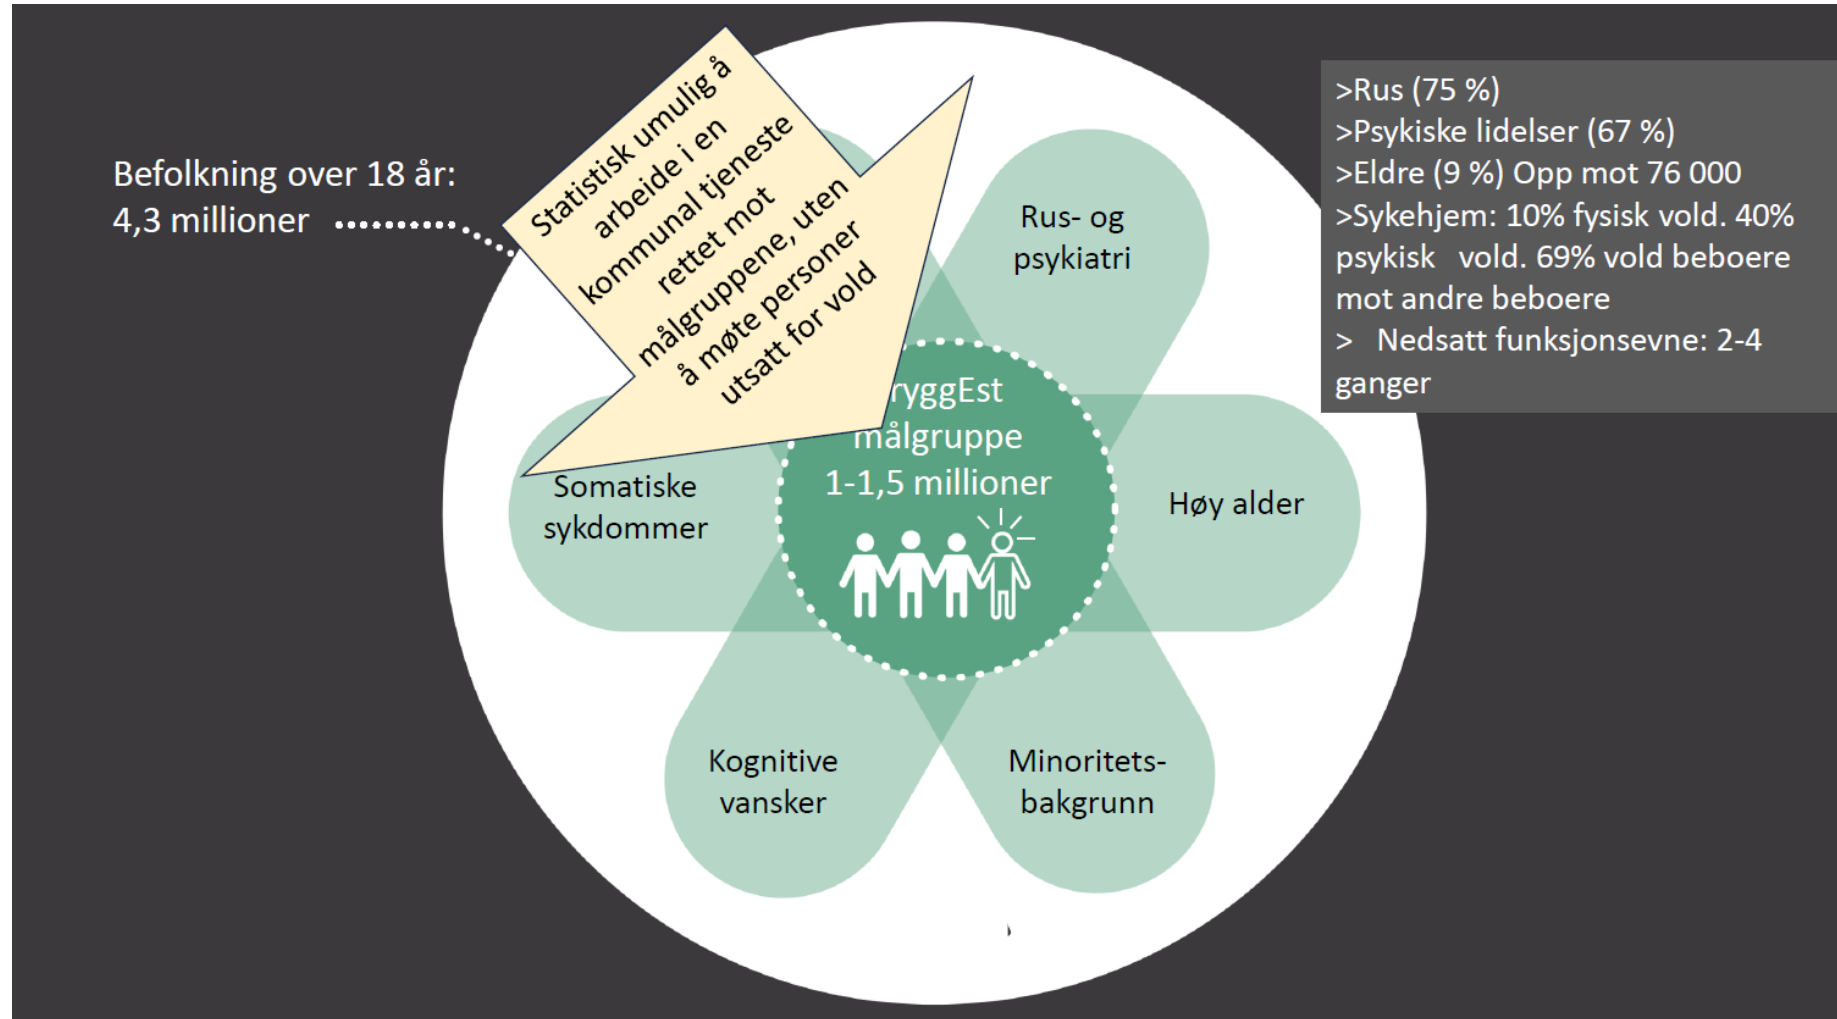 Befolkning over 18 år:
4,3 millioner
Statistisk umulig å
arbeide i en
kommunal tjeneste
rettet mot
målgruppene, uten
å møte personer
utsatt for vold
>Rus (75 %)
>Psykiske lidelser (67 %)
>Eldre (9 %) Opp mot 76 000
>Sykehjem: 10% fysisk vold. 40%
psykisk   vold. 69% vold beboere
mot andre beboere
>   Nedsatt funksjonsevne: 2-4
ganger
Rus- og
psykiatri
ryggEst
målgruppe
1-1,5 millioner
Somatiske
sykdommer
Høy alder
Kognitive
vansker
Minoritets-
bakgrunn